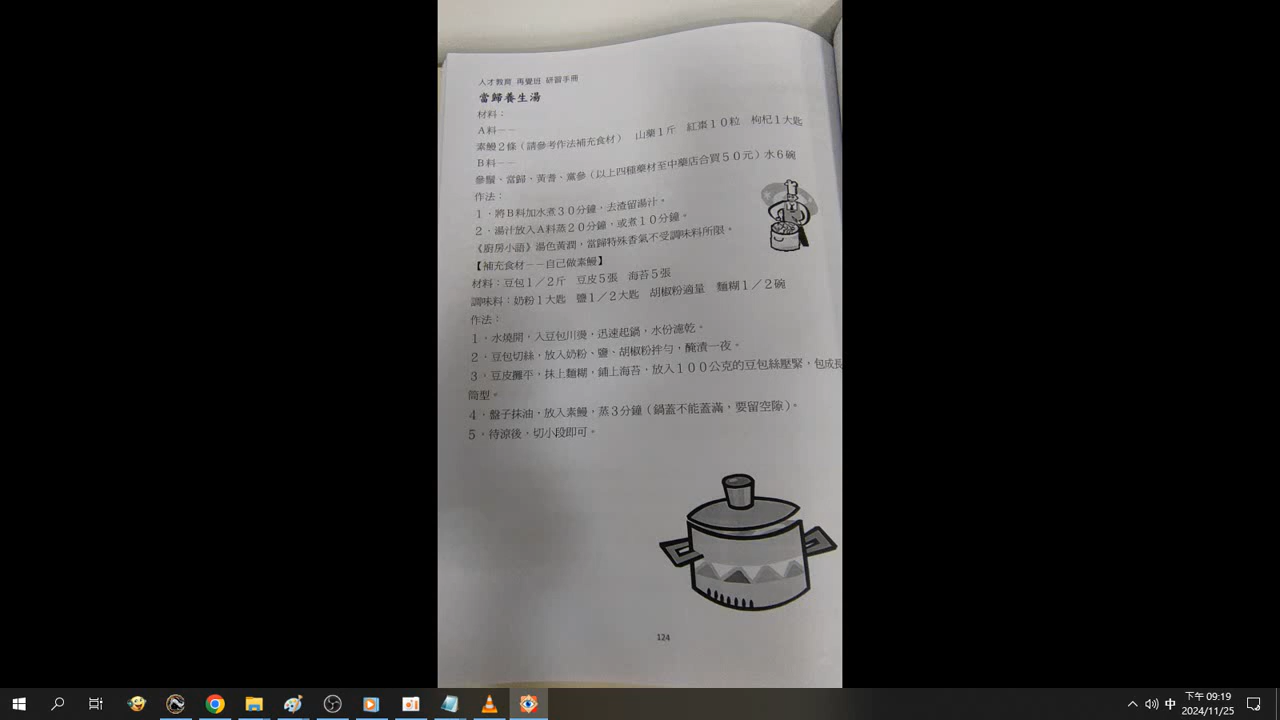 人才教育 再覺班 研習手冊
當歸養生湯
材料：
A料－－
素鰻２條（請參考作法補充食材） 山藥１斤 紅棗１０粒 枸杞１大匙
B料－－
參鬚、當歸、黃耆、黨參（以上四種藥材至中藥店合買５０元）水６碗
作法：
１、將B料加水煮３０分鐘，去渣留湯汁。
２、湯汁放入A料蒸２０分鐘，或煮１０分鐘。
《廚房小語》湯色黃潤，當歸特殊香氣不受調味料所限。
【補充食材－－自己做素鰻】
材料：豆包１／２斤 豆皮５張 海苔５張
調味料：奶粉１大匙 鹽１／２大匙 胡椒粉適量 麵糊１／２碗
作法：
１、水燒開，入豆包川燙，迅速起鍋，水份濾乾。
２、豆包切絲，放入奶粉、鹽、胡椒粉拌勻，醃漬一夜。
３、豆皮攤平，抹上麵糊，鋪上海苔，放入１００公克的豆包絲壓緊，包成長
筒型。
４、盤子抹油，放入素鰻，蒸３分鐘（鍋蓋不能蓋滿，要留空隙）。
５、待涼後，切小段即可。
124
中
下午 09:19
2024/11/25